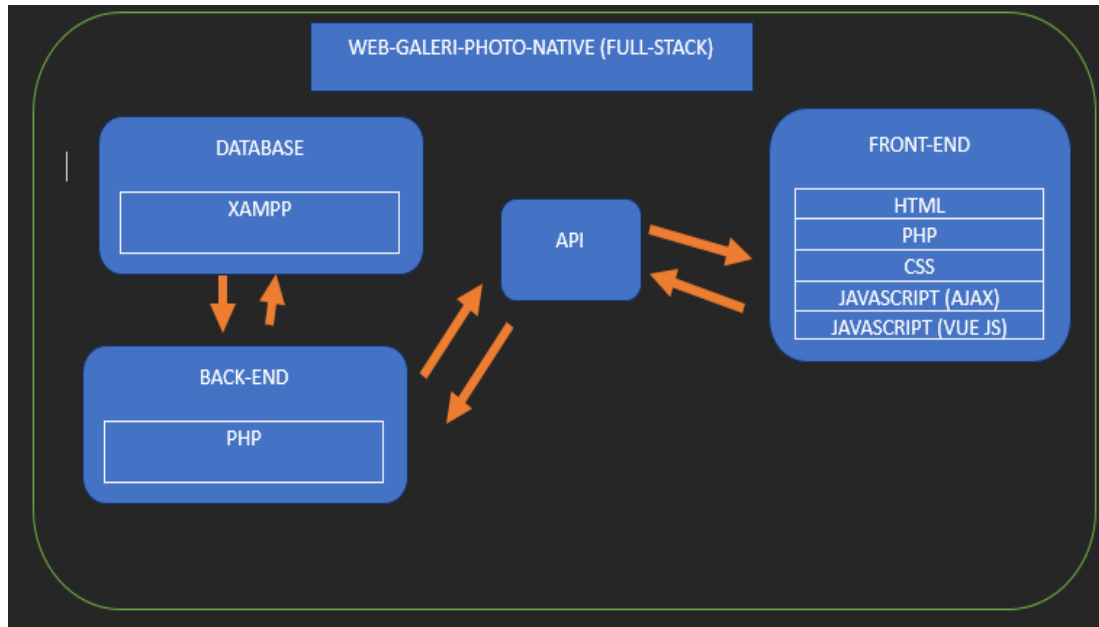 WEB-GALERI-PHOTO-NATIVE (FULL-STACK)
DATABASE
XAMPP
BACK-END
PHP
API
FRONT-END
HTML
PHP
CSS
JAVASCRIPT (AJAX)
JAVASCRIPT (VUE JS)